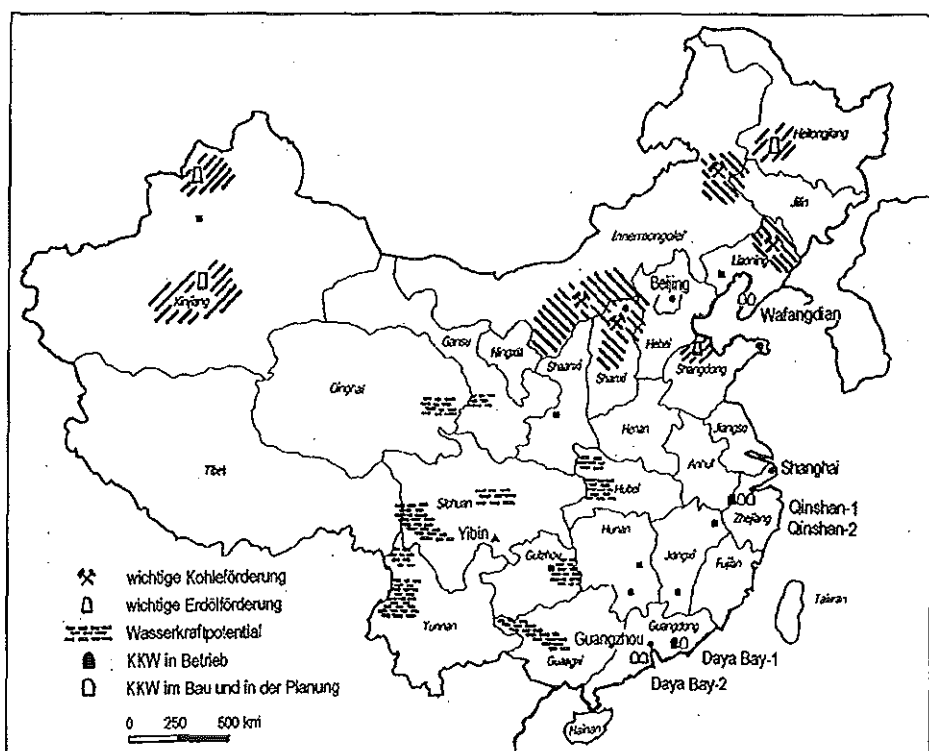 Heilongjiang
Jilin
Innermongolei
Liaoning
Beijing
Wafangdian
Xinjiang
Gansu
Ningxia
Hebei
Shaanxi
Shanxi
Shangdong
Qinghai
Henan
Jiangsu
Anhui
Shanghai
Tibet
Sichuan
Hubei
Qinshan-1
Zhejiang
Qinshan-2
Yibin
Hunan
Jiangxi
Guizhou
Fujian
wichtige Kohleförderung
wichtige Erdölförderung
Taiwan
Wasserkraftpotential
Yunnan
Guangdong
Guangzhou
Guangxi
KKW in Betrieb
Daya Bay-1
KKW im Bau und in der Planung
Daya Bay-2
0 250 500 km
Hainan